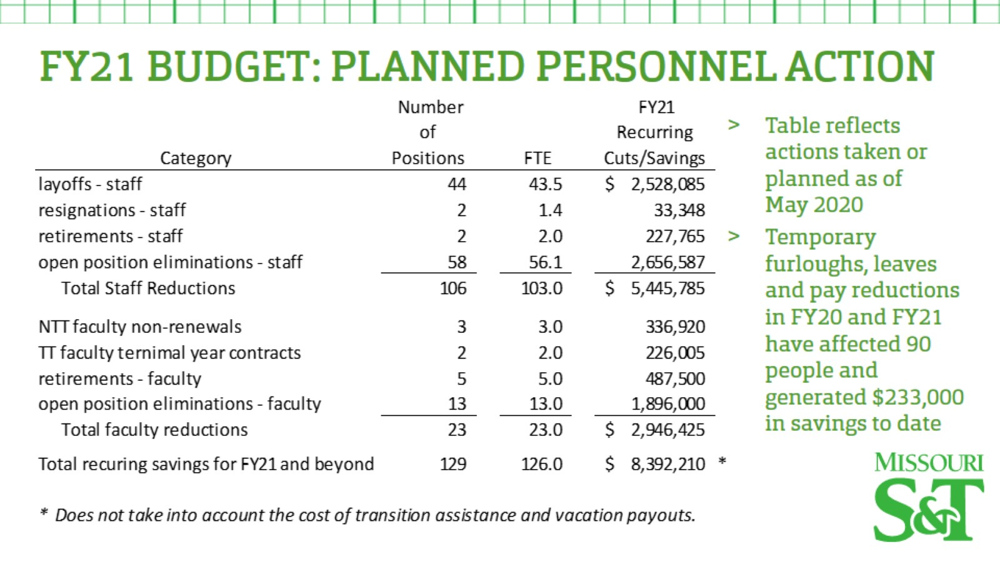 FY21 BUDGET: PLANNED PERSONNEL ACTION
Number
of
Positions
FY21
Recurring
Cuts/Savings
Category Positions FTE Cuts/Savings
layoffs - staff 44 43.5 $ 2,528,085
resignations - staff 2 1.4 33,348
retirements - staff 2 2.0 227,765
open position eliminations - staff 58 56.1 2,656,587
Total Staff Reductions 106 103.0 $ 5,445,785
NTT faculty non-renewals 3 3.0 336,920
TT faculty ternimal year contracts 2 2.0 226,005
retirements - faculty 5 5.0 487,500
open position eliminations - faculty 13 13.0 1,896,000
Total faculty reductions 23 23.0 $ 2,946,425
Total recuring savings for FY21 and beyond 129 126.0 $ 8,392,210 *
* Does not take into account the cost of transition assistance and vacation payouts.
> Table reflects
actions taken or
planned as of
May 2020
> Temporary
furloughs, leaves
and pay reductions
in FY20 and FY21
have affected 90
people and
generated $233,000
in savings to date
MISSOURI
S&T